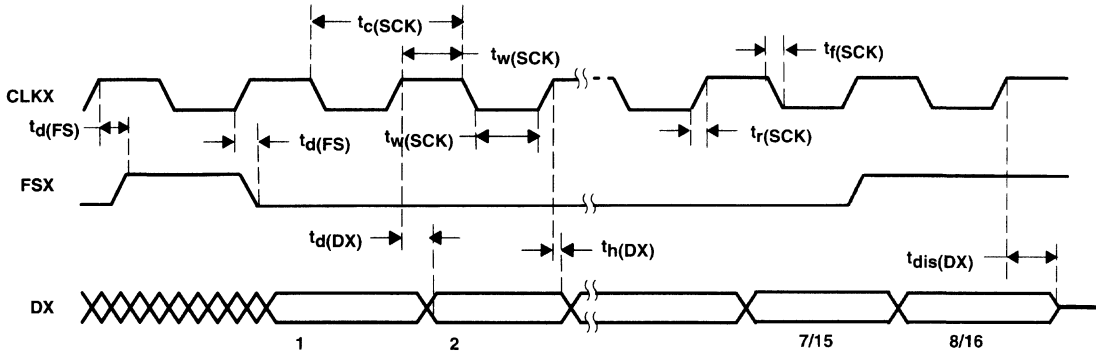 tc(SCK)
tw(SCK)
tf(SCK)
CLKX
td(FS)
td(FS)
tw(SCK)
tr(SCK)
FSX
td(DX)
th(DX)
tdis(DX)
DX
1
2
7/15
8/16